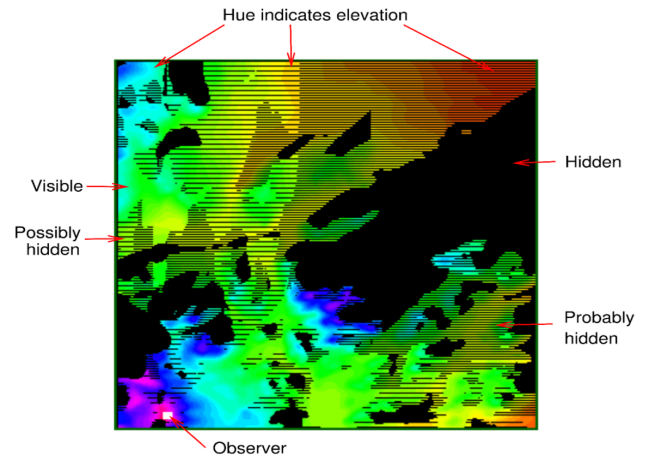 Hue indicates elevation
Hidden
Visible
Possibly
hidden
Probably
hidden
Observer